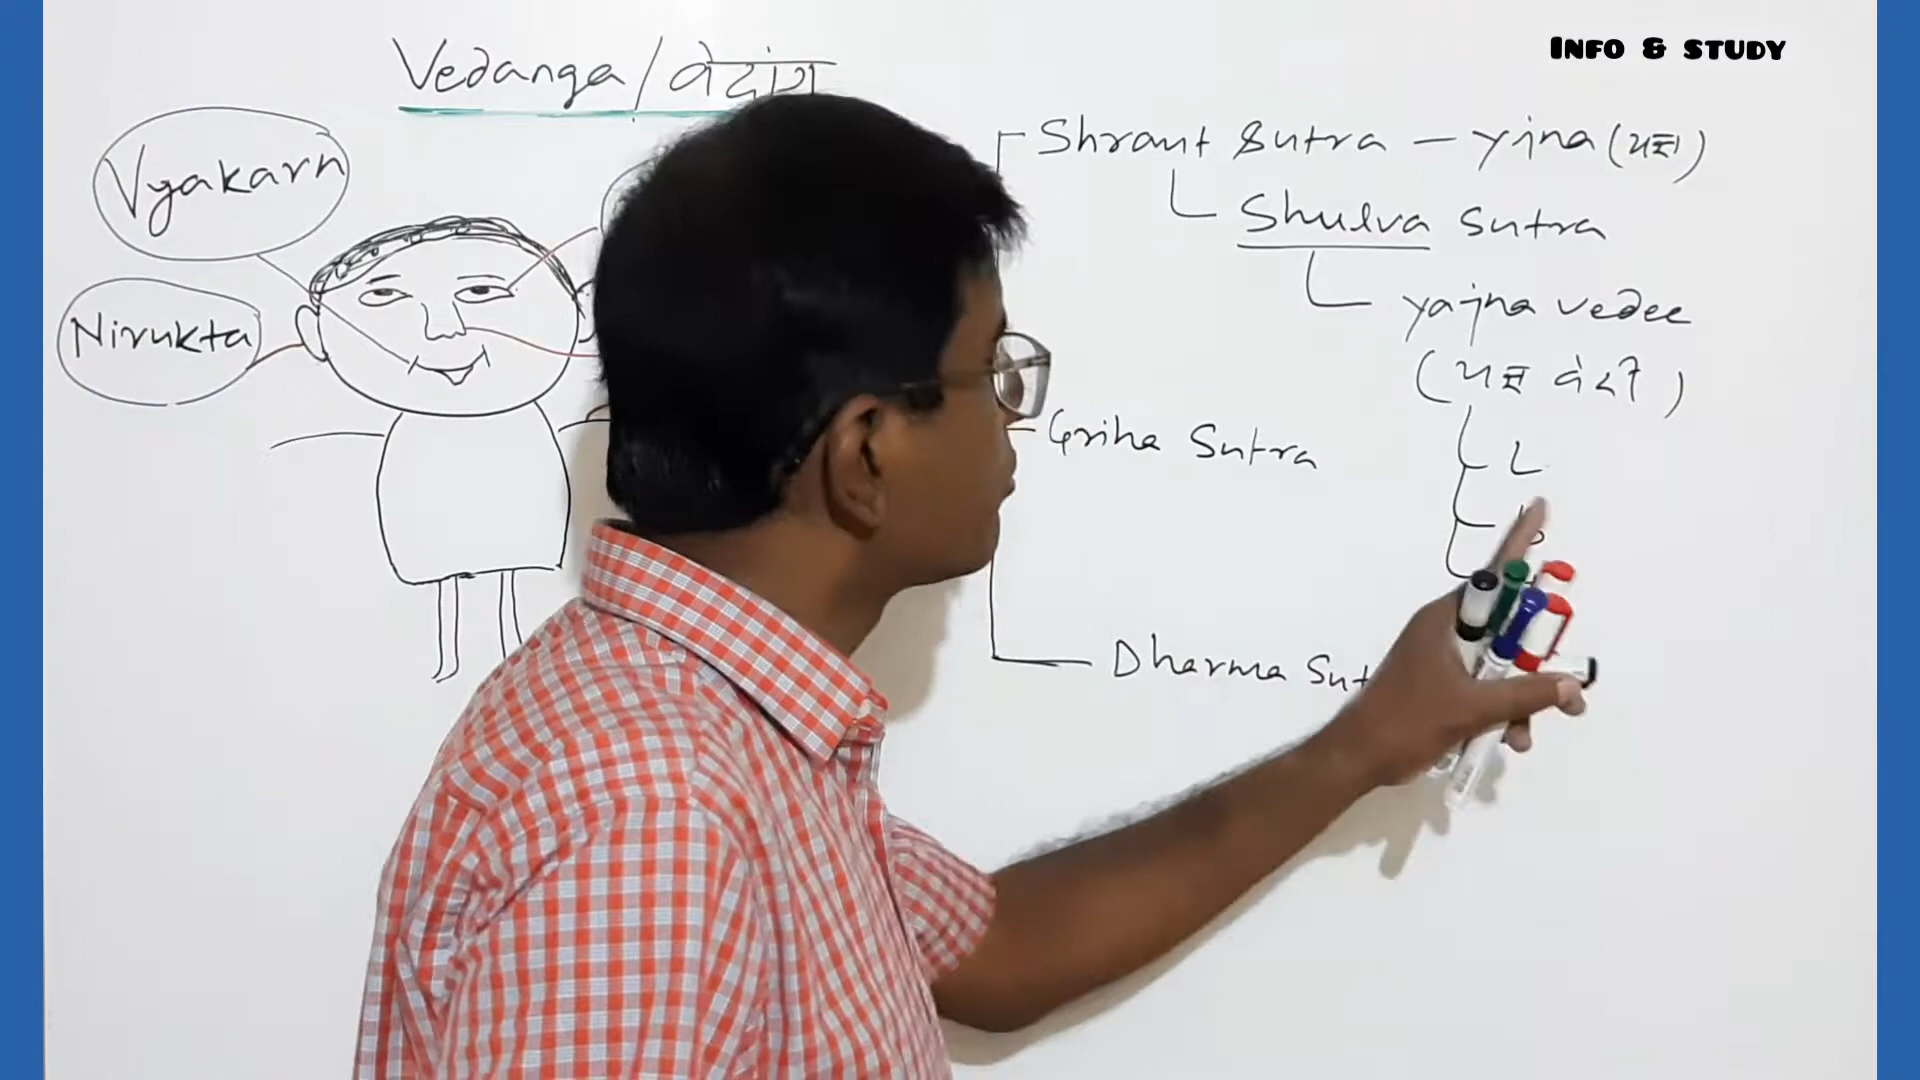 INFO & STUDY
Vedanga / वेदांग
Vyakarn
Nirukta
Shraut Sutra - yjna (यज्ञ)
Shulva Sutra
yajna vedee
(यज्ञ वेदी)
L
Griha Sutra
Dharma Sut